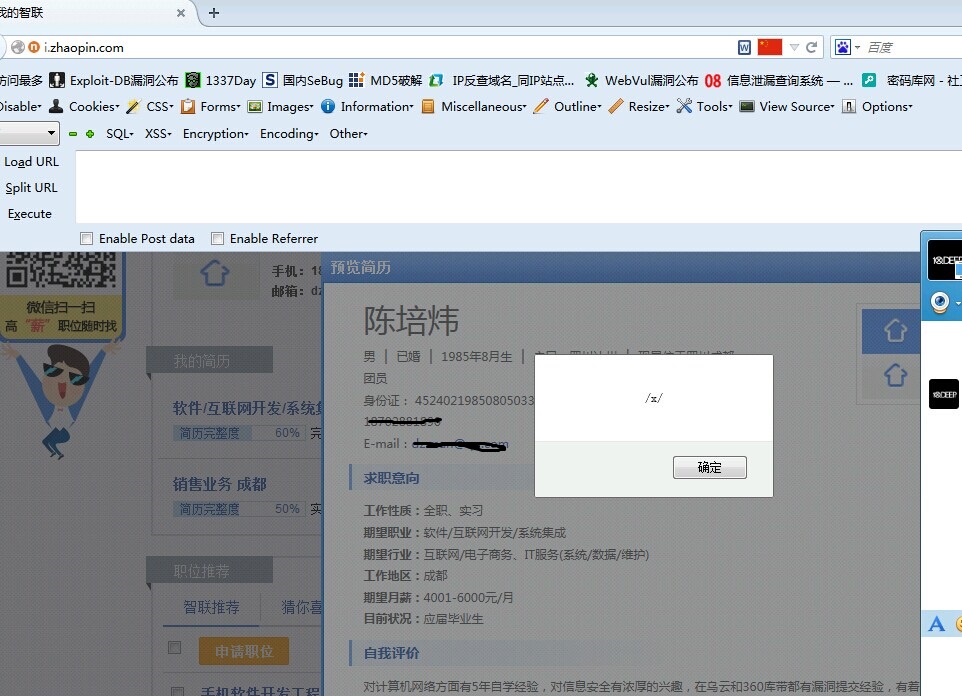 我的智联
i.zhaopin.com
百度
访问最多 Exploit-DB漏洞公布 1337Day 国内SeBug MD5破解 IP反查域名_同IP站点... WebVul漏洞公布 08 信息泄漏查询系统 — ... 密码库网 - 社工
Disable Cookies CSS Forms Images Information Miscellaneous Outline Resize Tools View Source Options
SQL XSS Encryption Encoding Other
Load URL
Split URL
Execute
Enable Post data Enable Referrer
微信扫一扫
高 “薪” 职位随时找
手机：
邮箱：
我的简历
软件/互联网开发/系统集
简历完整度 60% 完
销售业务 成都
简历完整度 50% 实
职位推荐
智联推荐 猜你喜
申请职位
手机软件开发工程
预览简历
陈培炜
男 | 已婚 | 1985年8月生 |
团员
身份证： 45240219850805033
E-mail：
求职意向
工作性质：全职、实习
期望职业：软件/互联网开发/系统集成
期望行业：互联网/电子商务、IT服务(系统/数据/维护)
工作地区：成都
期望月薪：4001-6000元/月
目前状况：应届毕业生
自我评价
对计算机网络方面有5年自学经验，对信息安全有浓厚的兴趣，在乌云和360库带都有漏洞提交经验，有着
/x/
确定